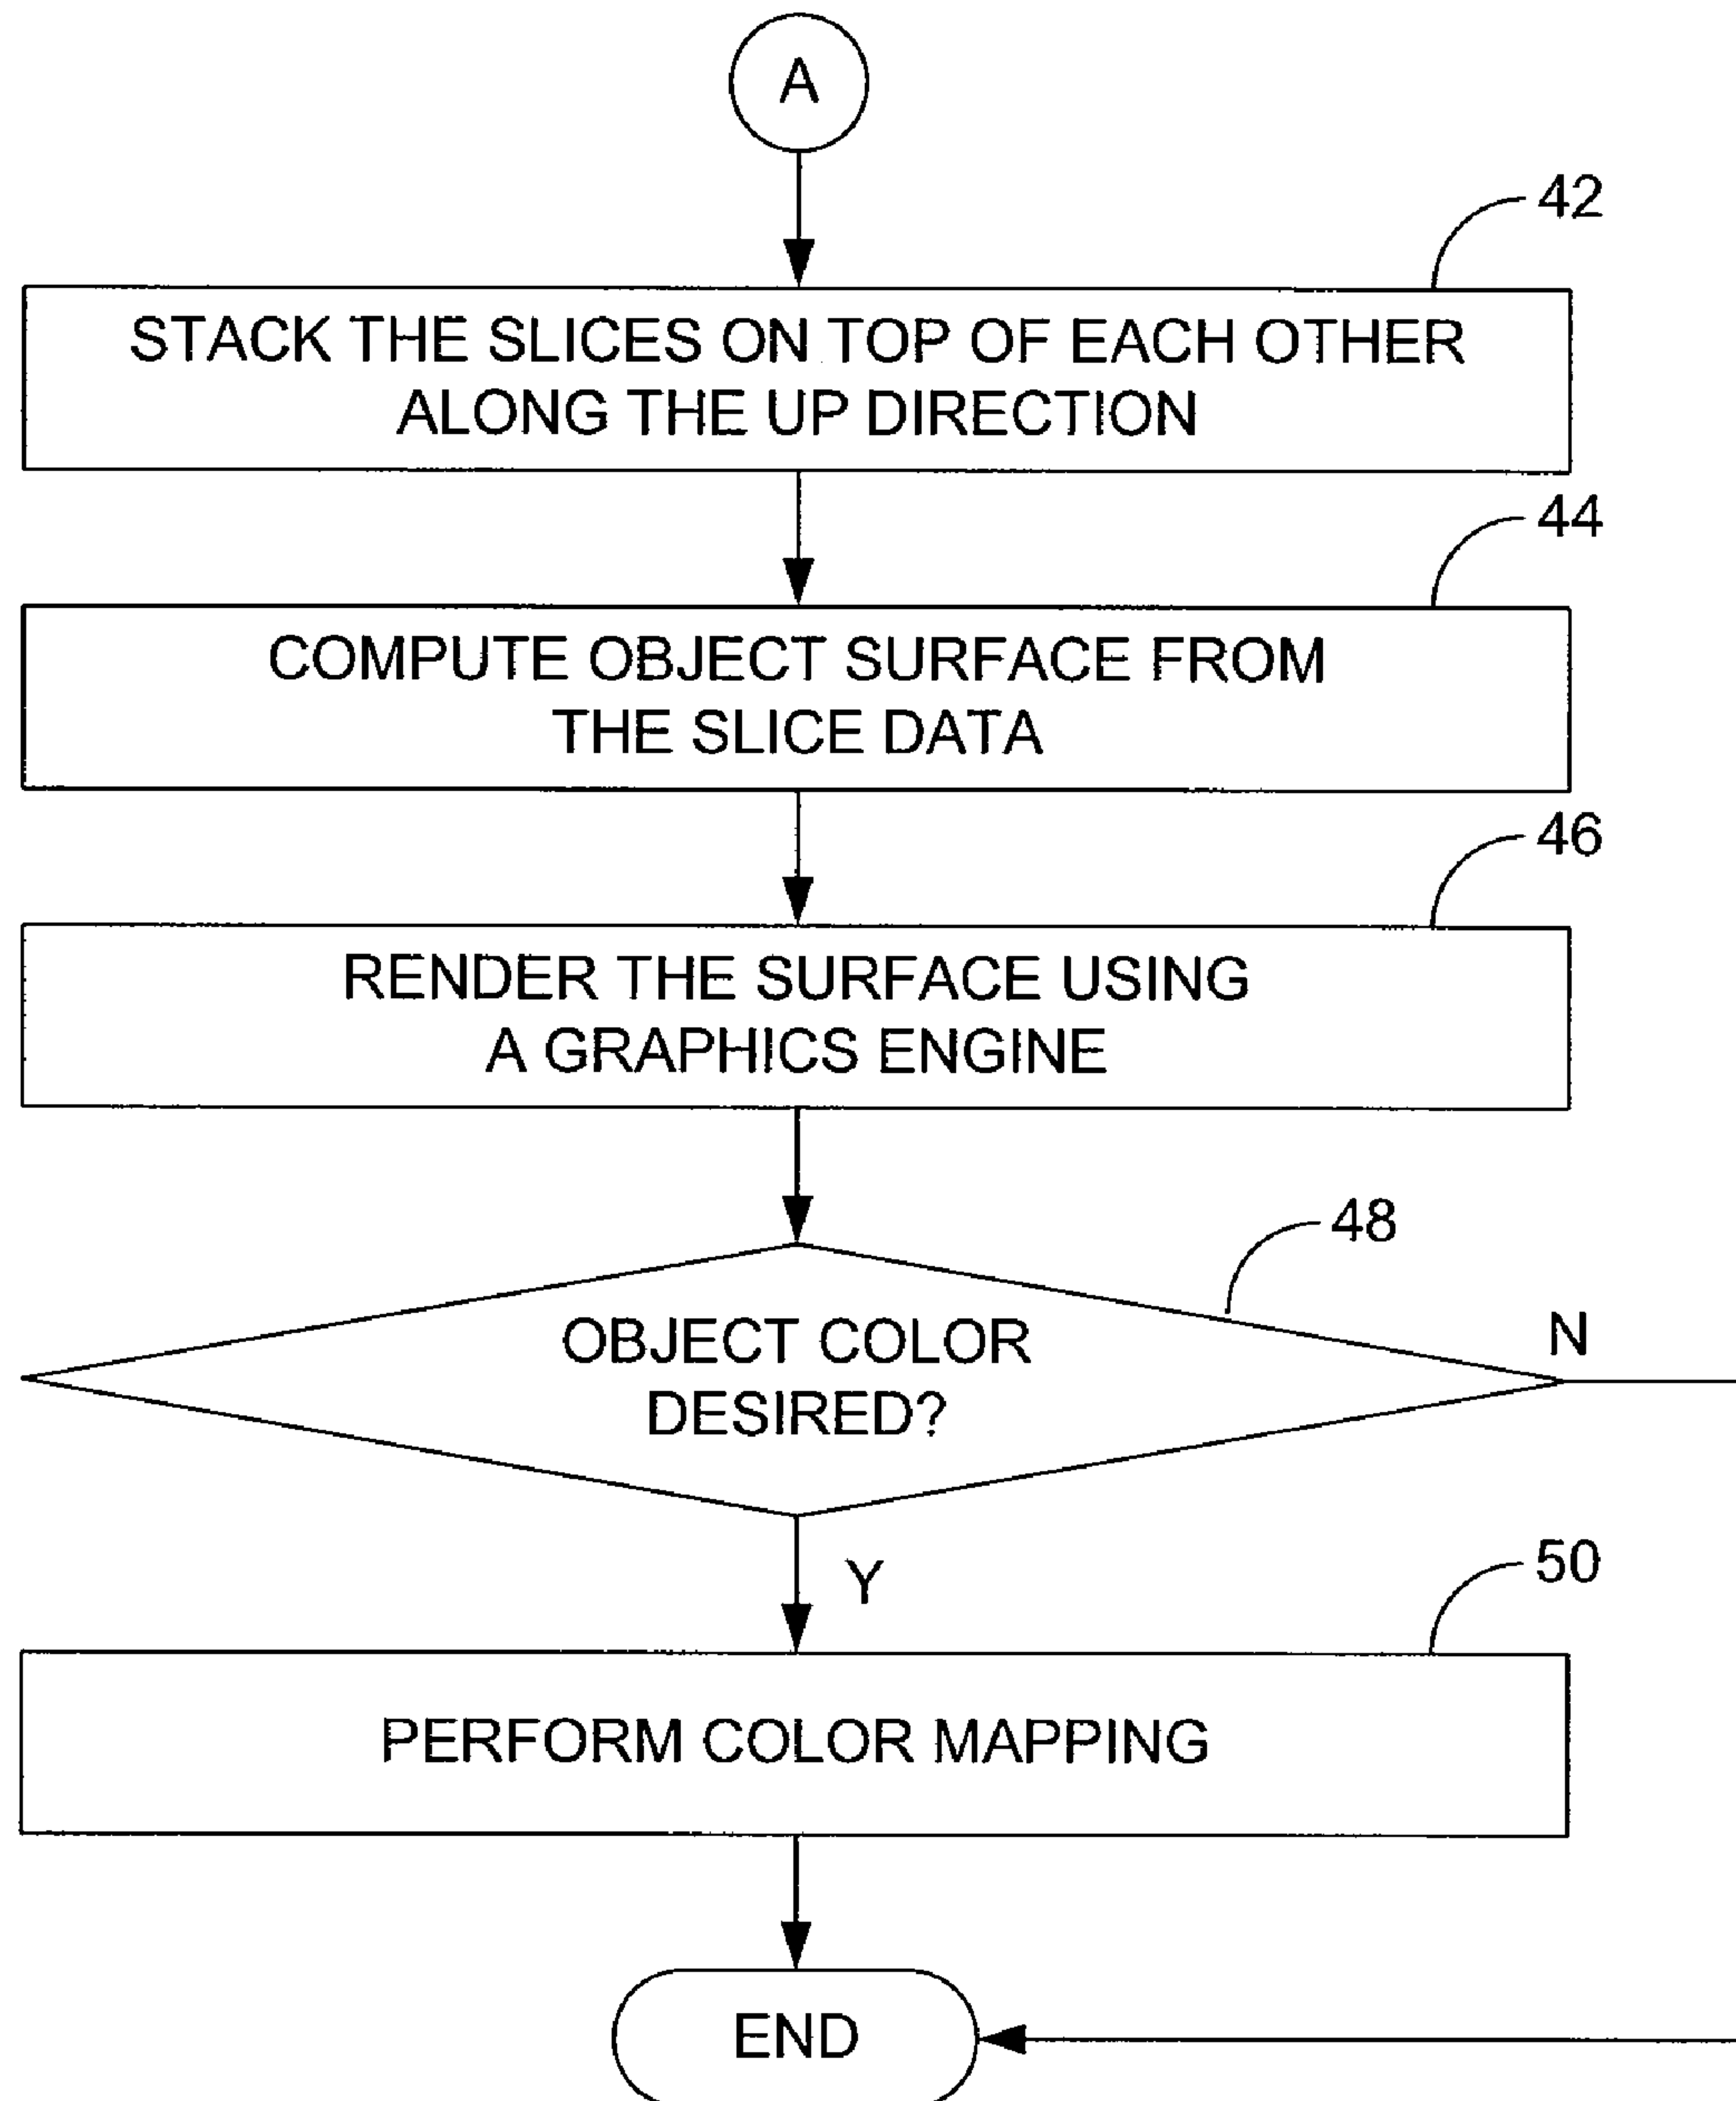 A
42
STACK THE SLICES ON TOP OF EACH OTHER
ALONG THE UP DIRECTION
44
COMPUTE OBJECT SURFACE FROM
THE SLICE DATA
46
RENDER THE SURFACE USING
A GRAPHICS ENGINE
48
OBJECT COLOR
DESIRED?
N
Y
50
PERFORM COLOR MAPPING
END